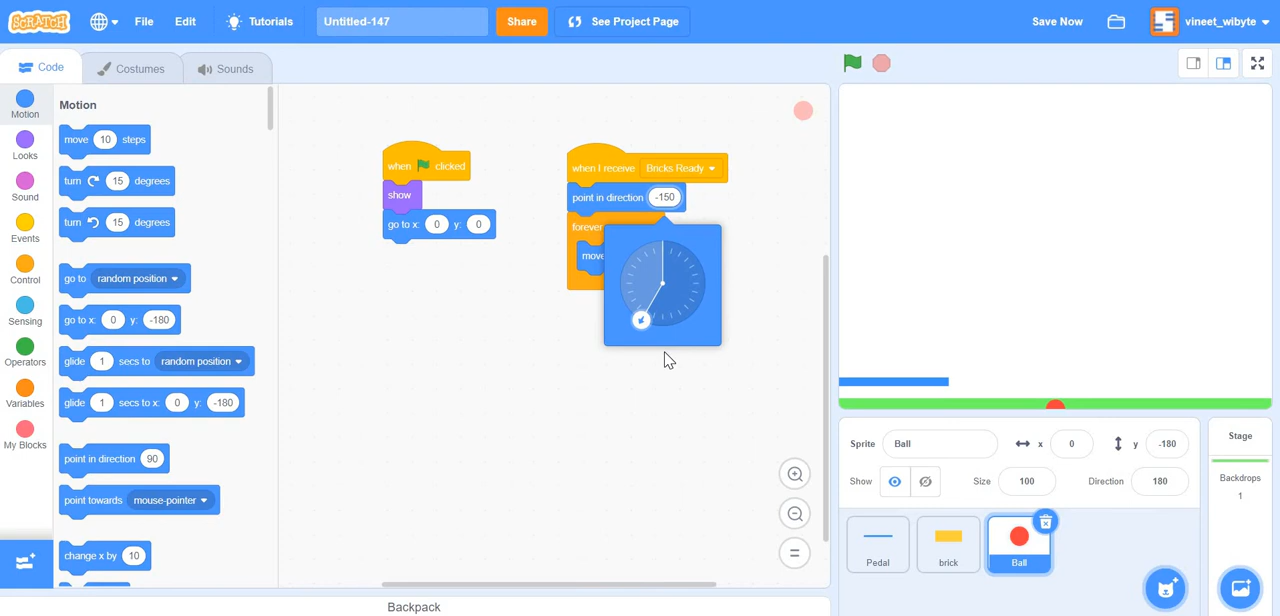 SCRATCH File Edit Tutorials Untitled-147 Share See Project Page Save Now vineet_wibyte
Code Costumes Sounds
Motion
Looks
Sound
Events
Control
Sensing
Operators
Variables
My Blocks
Motion
move 10 steps
turn 15 degrees
turn 15 degrees
go to random position
go to x: 0 y: -180
glide 1 secs to random position
glide 1 secs to x: 0 y: -180
point in direction 90
point towards mouse-pointer
change x by 10
when clicked
show
go to x: 0 y: 0
when I receive Bricks Ready
point in direction -150
forever
move
Backpack
Sprite Ball x 0 y -180
Show Size 100 Direction 180
Pedal brick Ball
Stage
Backdrops
1